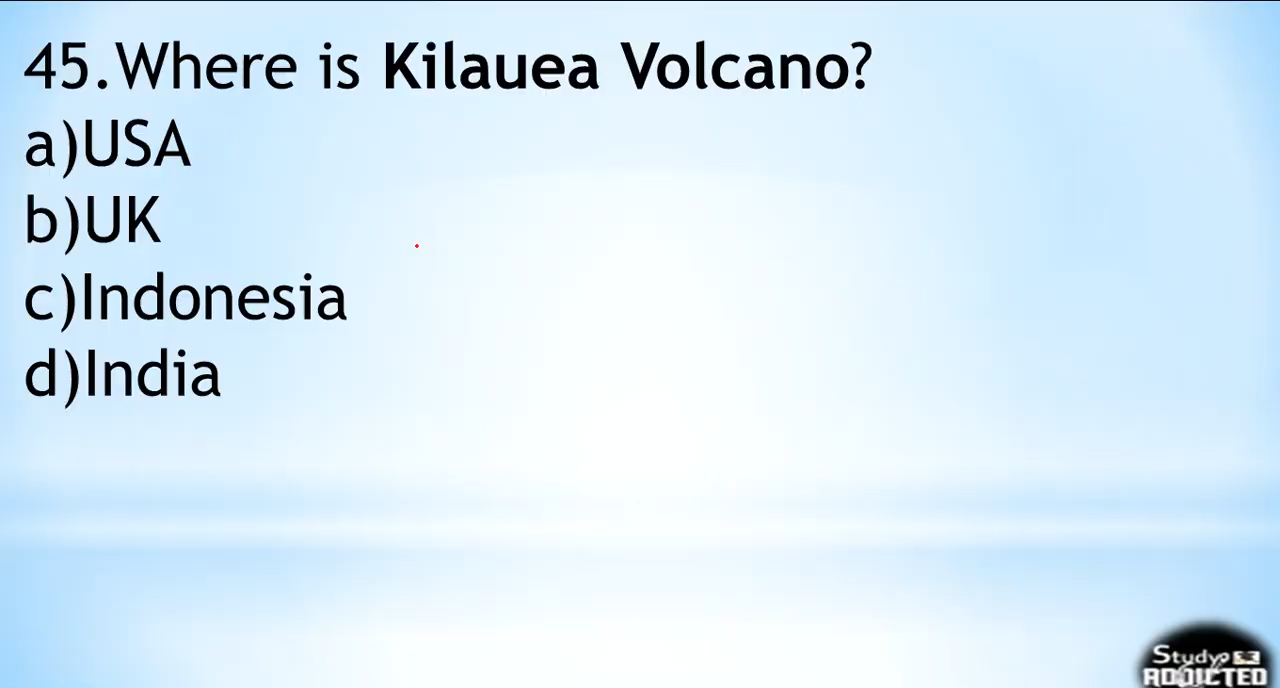 45.Where is Kilauea Volcano?
a)USA
b)UK
c)Indonesia
d)India
Study
ADDICTED